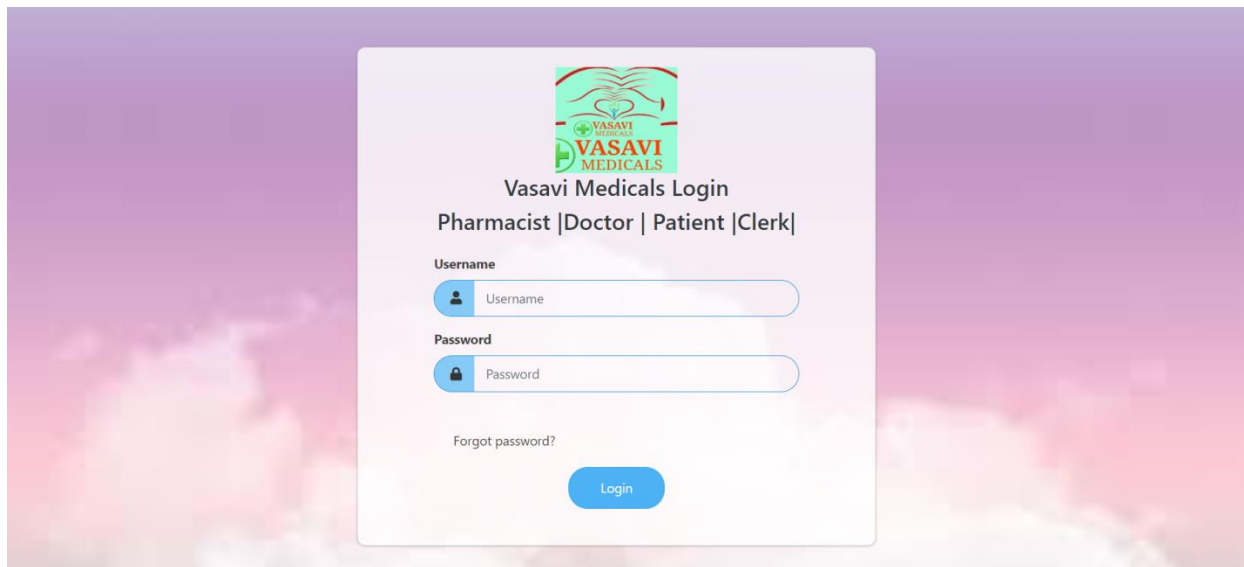 VASAVI
MEDICALS
VASAVI
MEDICALS
Vasavi Medicals Login
Pharmacist |Doctor | Patient |Clerk|
Username
Username
Password
Password
Forgot password?
Login